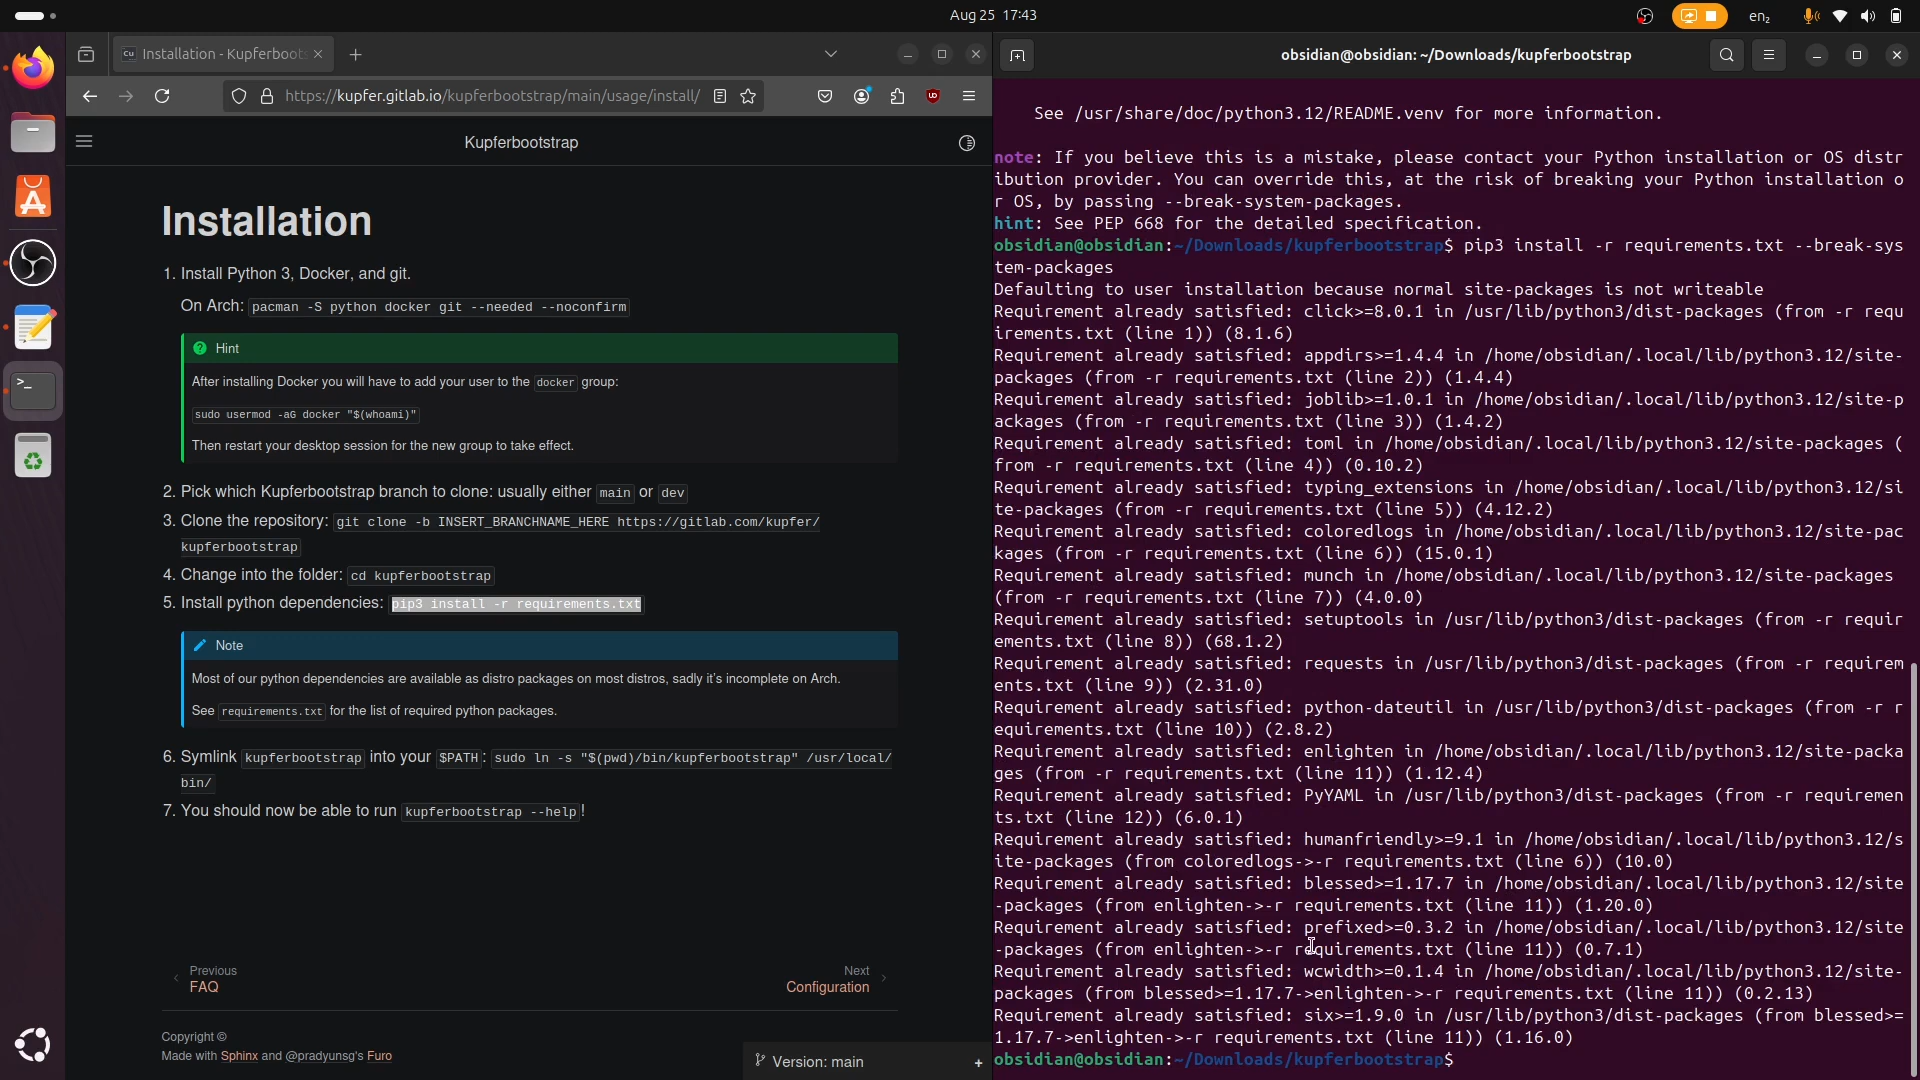 Aug 25 17:43
en₂
Installation - Kupferboots
https://kupfer.gitlab.io/kupferbootstrap/main/usage/install/
Kupferbootstrap
Installation
1. Install Python 3, Docker, and git.
On Arch: pacman -S python docker git --needed --noconfirm
Hint
After installing Docker you will have to add your user to the docker group:
sudo usermod -aG docker "$(whoami)"
Then restart your desktop session for the new group to take effect.
2. Pick which Kupferbootstrap branch to clone: usually either main or dev
3. Clone the repository: git clone -b INSERT_BRANCHNAME_HERE https://gitlab.com/kupfer/
kupferbootstrap
4. Change into the folder: cd kupferbootstrap
5. Install python dependencies: pip3 install -r requirements.txt
Note
Most of our python dependencies are available as distro packages on most distros, sadly it's incomplete on Arch.
See requirements.txt for the list of required python packages.
6. Symlink kupferbootstrap into your $PATH: sudo ln -s "$(pwd)/bin/kupferbootstrap" /usr/local/
bin/
7. You should now be able to run kupferbootstrap --help!
Previous
FAQ
Next
Configuration
Copyright ©
Made with Sphinx and @pradyunsg's Furo
Version: main
obsidian@obsidian: ~/Downloads/kupferbootstrap
See /usr/share/doc/python3.12/README.venv for more information.
note: If you believe this is a mistake, please contact your Python installation or OS distr
ibution provider. You can override this, at the risk of breaking your Python installation o
r OS, by passing --break-system-packages.
hint: See PEP 668 for the detailed specification.
obsidian@obsidian:~/Downloads/kupferbootstrap$ pip3 install -r requirements.txt --break-sys
tem-packages
Defaulting to user installation because normal site-packages is not writeable
Requirement already satisfied: click>=8.0.1 in /usr/lib/python3/dist-packages (from -r requ
irements.txt (line 1)) (8.1.6)
Requirement already satisfied: appdirs>=1.4.4 in /home/obsidian/.local/lib/python3.12/site-
packages (from -r requirements.txt (line 2)) (1.4.4)
Requirement already satisfied: joblib>=1.0.1 in /home/obsidian/.local/lib/python3.12/site-p
ackages (from -r requirements.txt (line 3)) (1.4.2)
Requirement already satisfied: toml in /home/obsidian/.local/lib/python3.12/site-packages (
from -r requirements.txt (line 4)) (0.10.2)
Requirement already satisfied: typing_extensions in /home/obsidian/.local/lib/python3.12/si
te-packages (from -r requirements.txt (line 5)) (4.12.2)
Requirement already satisfied: coloredlogs in /home/obsidian/.local/lib/python3.12/site-pac
kages (from -r requirements.txt (line 6)) (15.0.1)
Requirement already satisfied: munch in /home/obsidian/.local/lib/python3.12/site-packages
(from -r requirements.txt (line 7)) (4.0.0)
Requirement already satisfied: setuptools in /usr/lib/python3/dist-packages (from -r requir
ements.txt (line 8)) (68.1.2)
Requirement already satisfied: requests in /usr/lib/python3/dist-packages (from -r requirem
ents.txt (line 9)) (2.31.0)
Requirement already satisfied: python-dateutil in /usr/lib/python3/dist-packages (from -r r
equirements.txt (line 10)) (2.8.2)
Requirement already satisfied: enlighten in /home/obsidian/.local/lib/python3.12/site-packa
ges (from -r requirements.txt (line 11)) (1.12.4)
Requirement already satisfied: PyYAML in /usr/lib/python3/dist-packages (from -r requiremen
ts.txt (line 12)) (6.0.1)
Requirement already satisfied: humanfriendly>=9.1 in /home/obsidian/.local/lib/python3.12/s
ite-packages (from coloredlogs->-r requirements.txt (line 6)) (10.0)
Requirement already satisfied: blessed>=1.17.7 in /home/obsidian/.local/lib/python3.12/site
-packages (from enlighten->-r requirements.txt (line 11)) (1.20.0)
Requirement already satisfied: prefixed>=0.3.2 in /home/obsidian/.local/lib/python3.12/site
-packages (from enlighten->-r requirements.txt (line 11)) (0.7.1)
Requirement already satisfied: wcwidth>=0.1.4 in /home/obsidian/.local/lib/python3.12/site-
packages (from blessed>=1.17.7->enlighten->-r requirements.txt (line 11)) (0.2.13)
Requirement already satisfied: six>=1.9.0 in /usr/lib/python3/dist-packages (from blessed>=
1.17.7->enlighten->-r requirements.txt (line 11)) (1.16.0)
obsidian@obsidian:~/Downloads/kupferbootstrap$